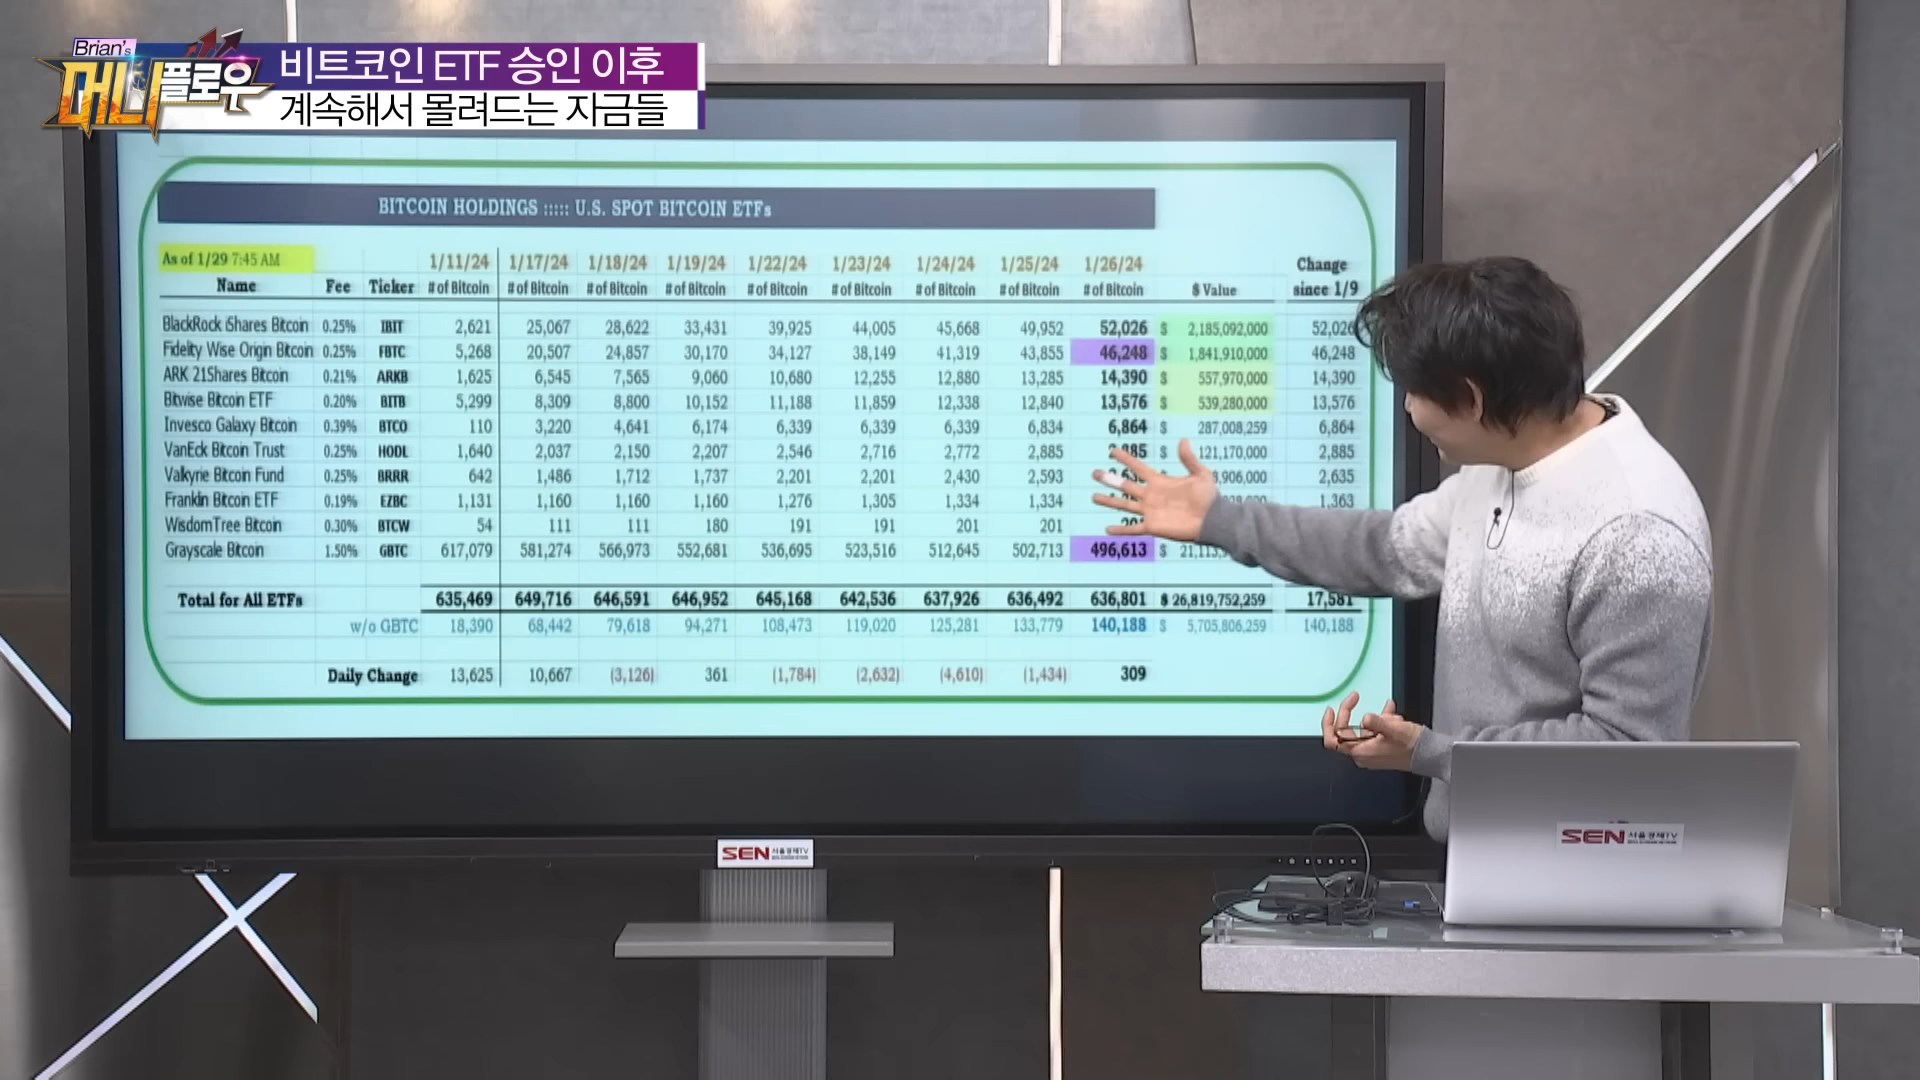 Brian's
머니플로우
비트코인 ETF 승인 이후
계속해서 몰려드는 자금들
BITCOIN HOLDINGS ::::: U.S. SPOT BITCOIN ETFs
As of 1/29 7:45 AM 1/11/24 1/17/24 1/18/24 1/19/24 1/22/24 1/23/24 1/24/24 1/25/24 1/26/24 Change
Name Fee Ticker # of Bitcoin # of Bitcoin # of Bitcoin # of Bitcoin # of Bitcoin # of Bitcoin # of Bitcoin # of Bitcoin # of Bitcoin $ Value since 1/9
BlackRock iShares Bitcoin 0.25% IBIT 2,621 25,067 28,622 33,431 39,925 44,005 45,668 49,952 52,026 $ 2,185,092,000 52,026
Fidelity Wise Origin Bitcoin 0.25% FBTC 5,268 20,507 24,857 30,170 34,127 38,149 41,319 43,855 46,248 $ 1,841,910,000 46,248
ARK 21Shares Bitcoin 0.21% ARKB 1,625 6,545 7,565 9,060 10,680 12,255 12,880 13,285 14,390 $ 557,970,000 14,390
Bitwise Bitcoin ETF 0.20% BITB 5,299 8,309 8,800 10,152 11,188 11,859 12,338 12,840 13,576 $ 539,280,000 13,576
Invesco Galaxy Bitcoin 0.39% BTCO 110 3,220 4,641 6,174 6,339 6,339 6,339 6,834 6,864 $ 287,008,259 6,864
VanEck Bitcoin Trust 0.25% HODL 1,640 2,037 2,150 2,207 2,546 2,716 2,772 2,885 2,885 $ 121,170,000 2,885
Valkyrie Bitcoin Fund 0.25% BRRR 642 1,486 1,712 1,737 2,201 2,201 2,430 2,593 2,635
Franklin Bitcoin ETF 0.19% EZBC 1,131 1,160 1,160 1,160 1,276 1,305 1,334 1,334 1,363
WisdomTree Bitcoin 0.30% BTCW 54 111 111 180 191 191 201 201
Grayscale Bitcoin 1.50% GBTC 617,079 581,274 566,973 552,681 536,695 523,516 512,645 502,713 496,613 $
Total for All ETFs 635,469 649,716 646,591 646,952 645,168 642,536 637,926 636,492 636,801 $ 26,819,752,259 17,581
w/o GBTC 18,390 68,442 79,618 94,271 108,473 119,020 125,281 133,779 140,188 $ 5,705,806,259 140,188
Daily Change 13,625 10,667 (3,126) 361 (1,784) (2,632) (4,610) (1,434) 309
SEN 서울경제TV
SEN 서울경제TV